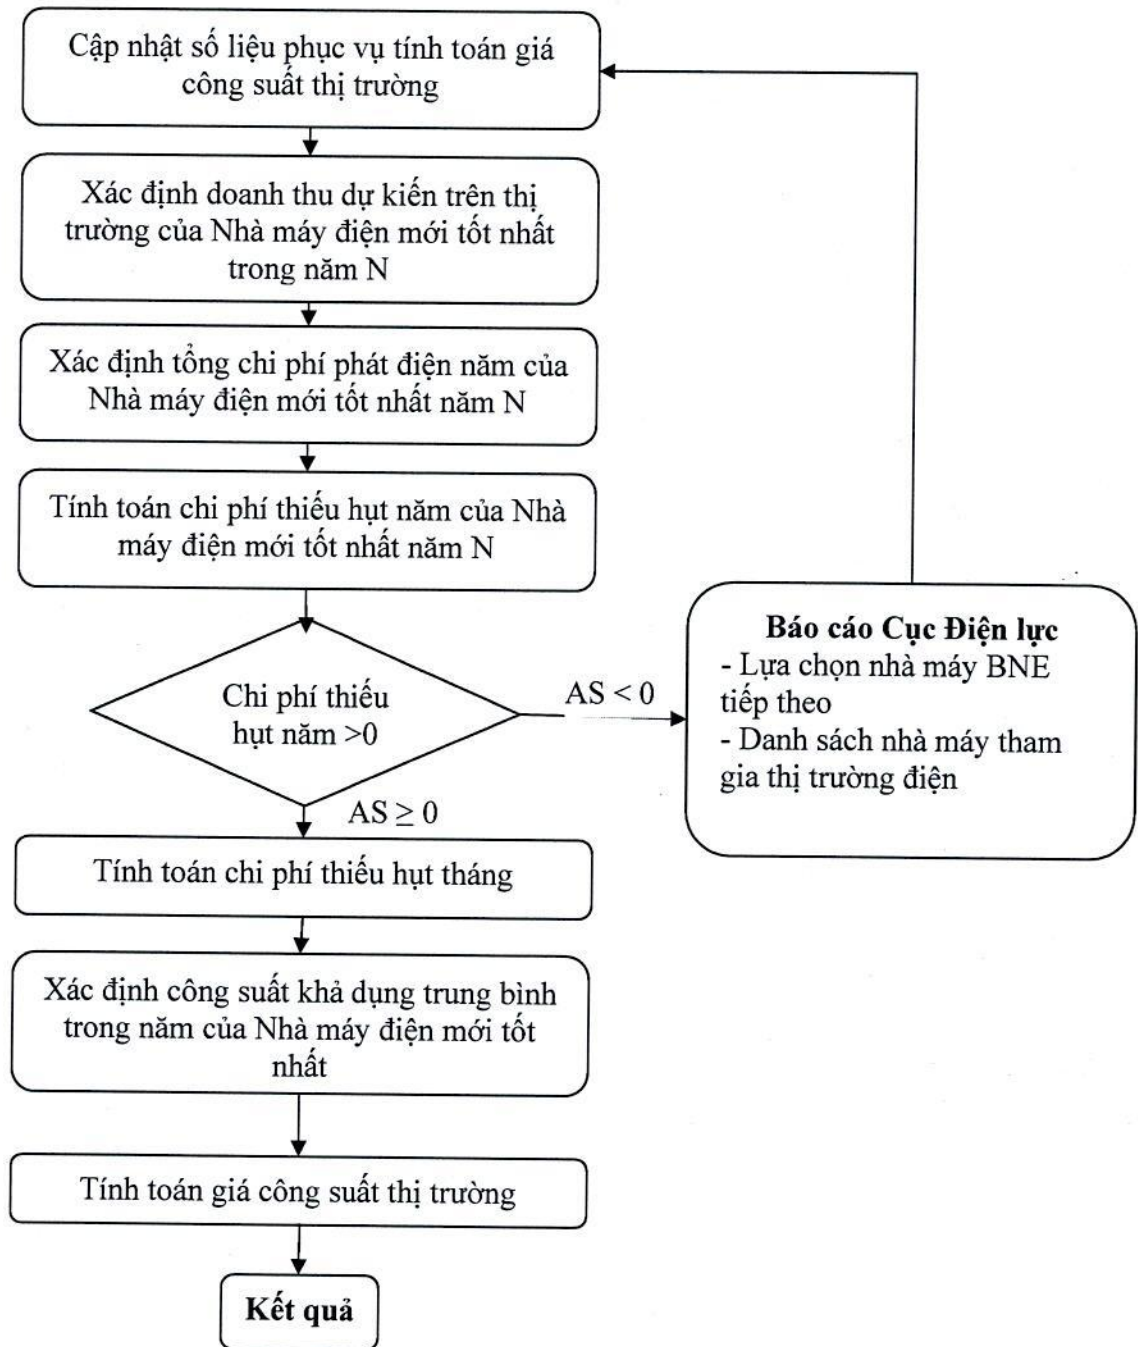 Cập nhật số liệu phục vụ tính toán giá
công suất thị trường
Xác định doanh thu dự kiến trên thị
trường của Nhà máy điện mới tốt nhất
trong năm N
Xác định tổng chi phí phát điện năm của
Nhà máy điện mới tốt nhất năm N
Tính toán chi phí thiếu hụt năm của Nhà
máy điện mới tốt nhất năm N
Chi phí thiếu
hụt năm >0
AS < 0
Báo cáo Cục Điện lực
- Lựa chọn nhà máy BNE
tiếp theo
- Danh sách nhà máy tham
gia thị trường điện
AS ≥ 0
Tính toán chi phí thiếu hụt tháng
Xác định công suất khả dụng trung bình
trong năm của Nhà máy điện mới tốt
nhất
Tính toán giá công suất thị trường
Kết quả